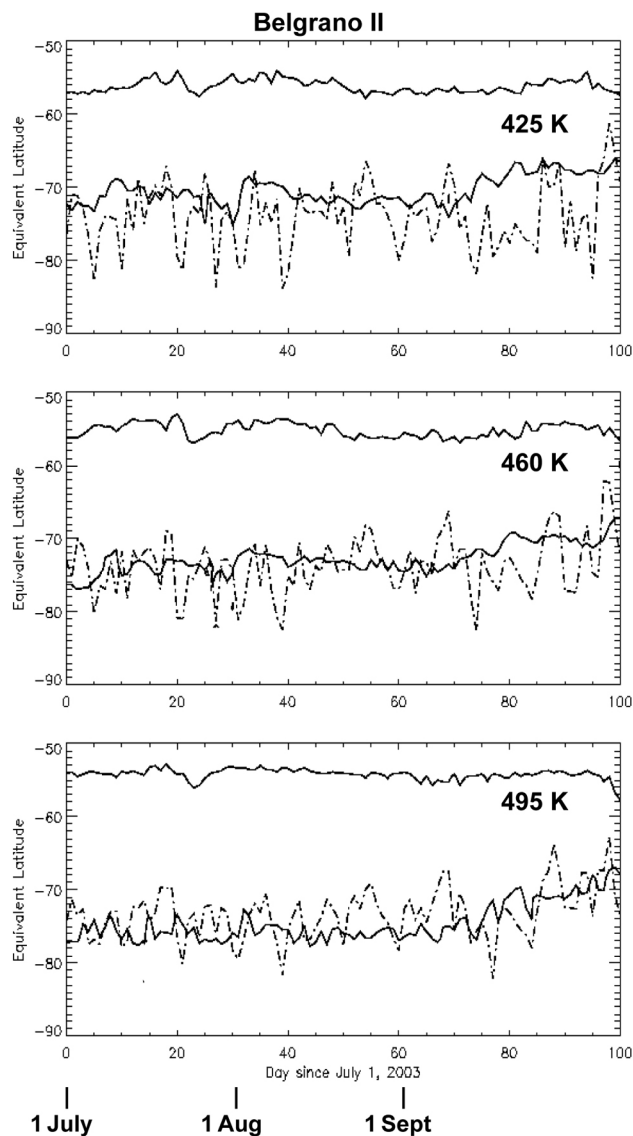 Belgrano II
-50
-60
-70
-80
-90
Equivalent Latitude
425 K
0 20 40 60 80 100
-50
-60
-70
-80
-90
Equivalent Latitude
460 K
0 20 40 60 80 100
-50
-60
-70
-80
-90
Equivalent Latitude
495 K
0 20 40 60 80 100
Day since July 1, 2003
1 July 1 Aug 1 Sept